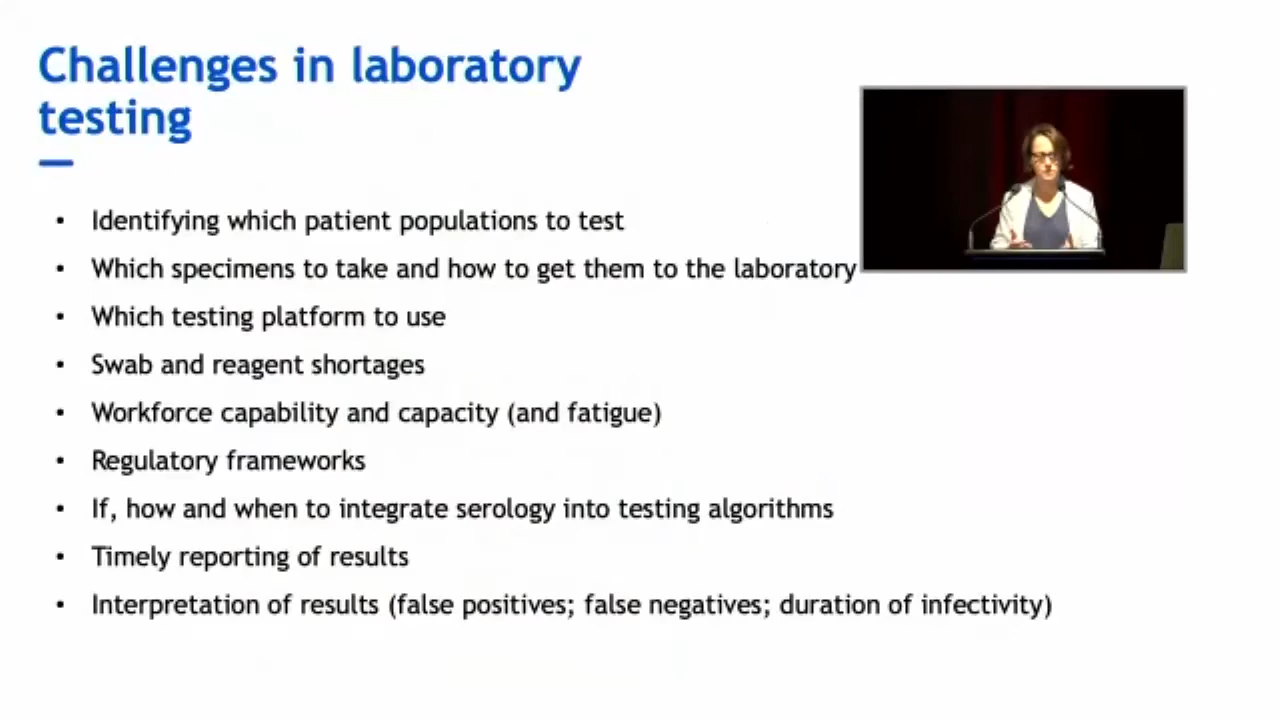 Challenges in laboratory
testing
• Identifying which patient populations to test
• Which specimens to take and how to get them to the laboratory
• Which testing platform to use
• Swab and reagent shortages
• Workforce capability and capacity (and fatigue)
• Regulatory frameworks
• If, how and when to integrate serology into testing algorithms
• Timely reporting of results
• Interpretation of results (false positives; false negatives; duration of infectivity)